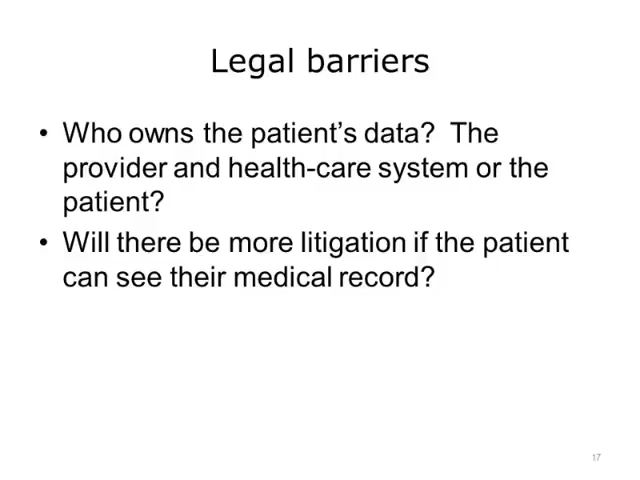 Legal barriers
• Who owns the patient’s data?  The
provider and health-care system or the
patient?
• Will there be more litigation if the patient
can see their medical record?
17